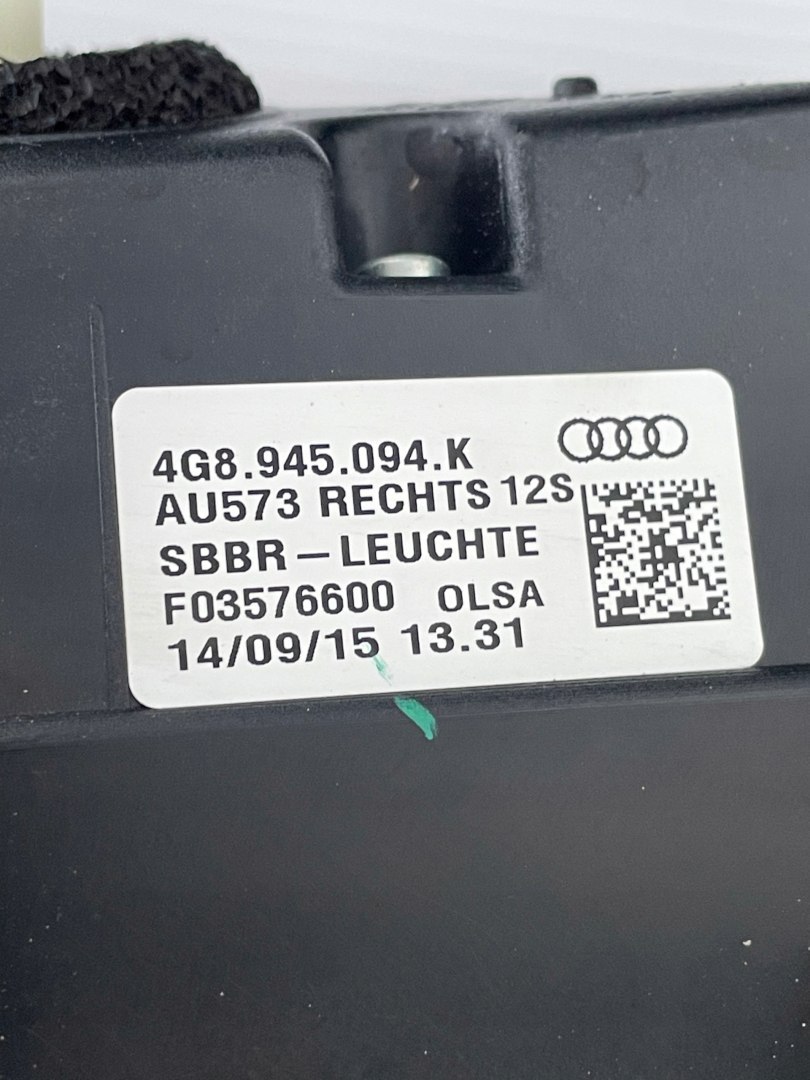 4G8.945.094.K
AU573 RECHTS 12S
SBBR – LEUCHTE
F03576600 OLSA
14/09/15 13.31